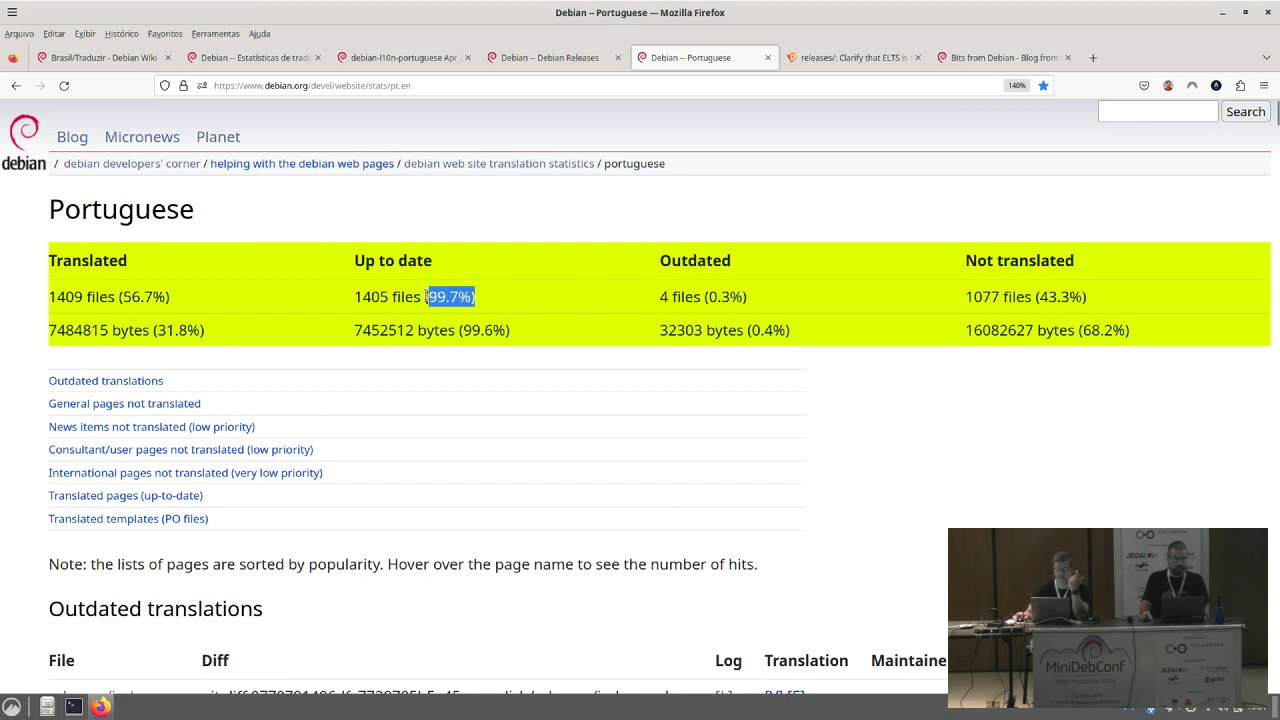 Debian -- Portuguese — Mozilla Firefox
Arquivo Editar Exibir Histórico Favoritos Ferramentas Ajuda
Brasil/Traduzir - Debian Wiki
Debian -- Estatísticas de trad
debian-l10n-portuguese Apr
Debian -- Debian Releases
Debian -- Portuguese
releases/: Clarify that ELTS is
Bits from Debian - Blog from
https://www.debian.org/devel/website/stats/pt.en
140%
Search
debian
Blog Micronews Planet
/ debian developers' corner / helping with the debian web pages / debian web site translation statistics / portuguese
Portuguese
Translated Up to date Outdated Not translated
1409 files (56.7%) 1405 files (99.7%) 4 files (0.3%) 1077 files (43.3%)
7484815 bytes (31.8%) 7452512 bytes (99.6%) 32303 bytes (0.4%) 16082627 bytes (68.2%)
Outdated translations
General pages not translated
News items not translated (low priority)
Consultant/user pages not translated (low priority)
International pages not translated (very low priority)
Translated pages (up-to-date)
Translated templates (PO files)
Note: the lists of pages are sorted by popularity. Hover over the page name to see the number of hits.
Outdated translations
File Diff Log Translation Maintaine
MiniDebConf